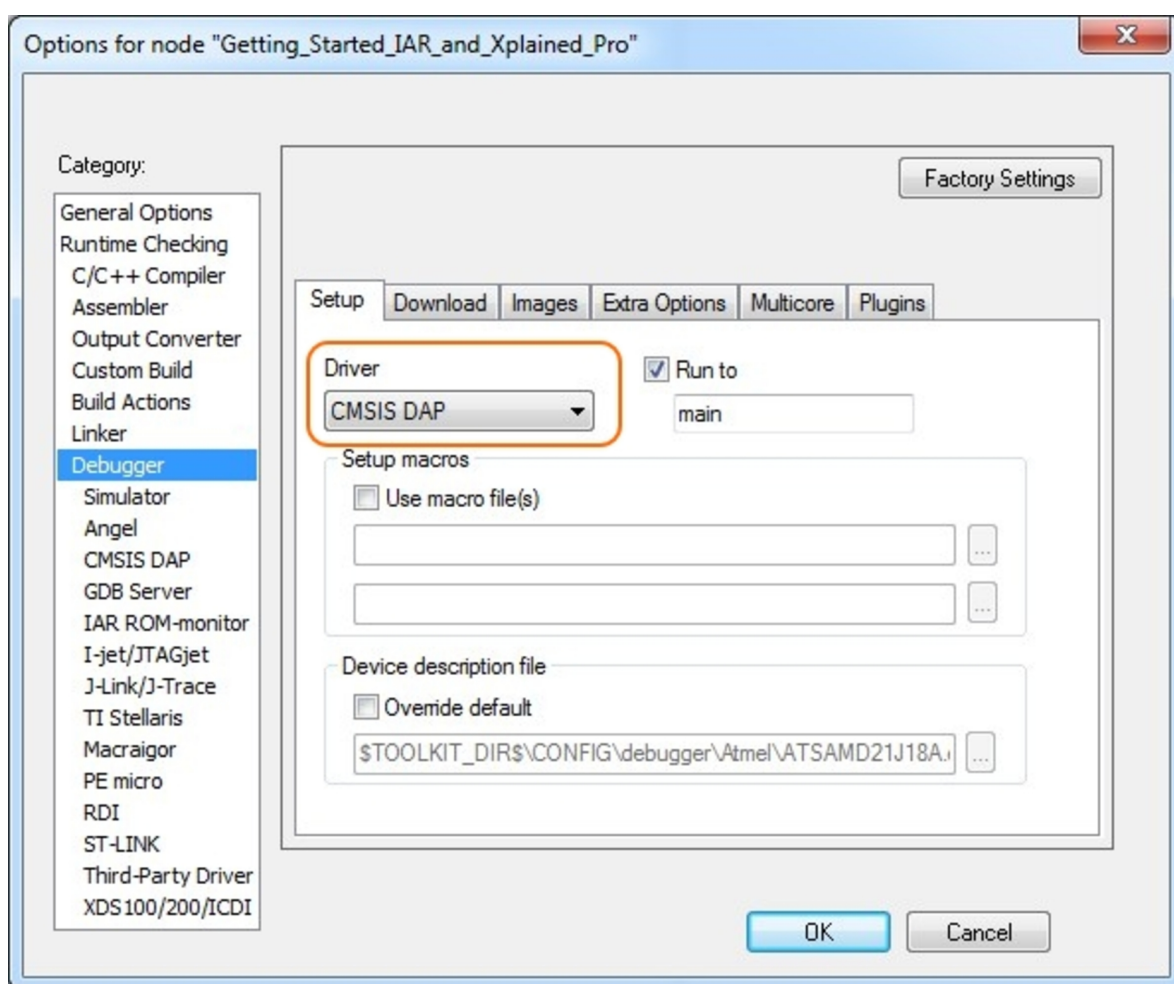 Options for node "Getting_Started_IAR_and_Xplained_Pro"
x
Category:
Factory Settings
General Options
Runtime Checking
C/C++ Compiler
Assembler
Output Converter
Custom Build
Build Actions
Linker
Debugger
Simulator
Angel
CMSIS DAP
GDB Server
IAR ROM-monitor
I-jet/JTAGjet
J-Link/J-Trace
TI Stellaris
Macraigor
PE micro
RDI
ST-LINK
Third-Party Driver
XDS100/200/ICDI
Setup Download Images Extra Options Multicore Plugins
Driver
CMSIS DAP
Run to
main
Setup macros
Use macro file(s)
...
...
Device description file
Override default
$TOOLKIT_DIR$\CONFIG\debugger\Atmel\ATSAMD21J18A.
...
OK Cancel